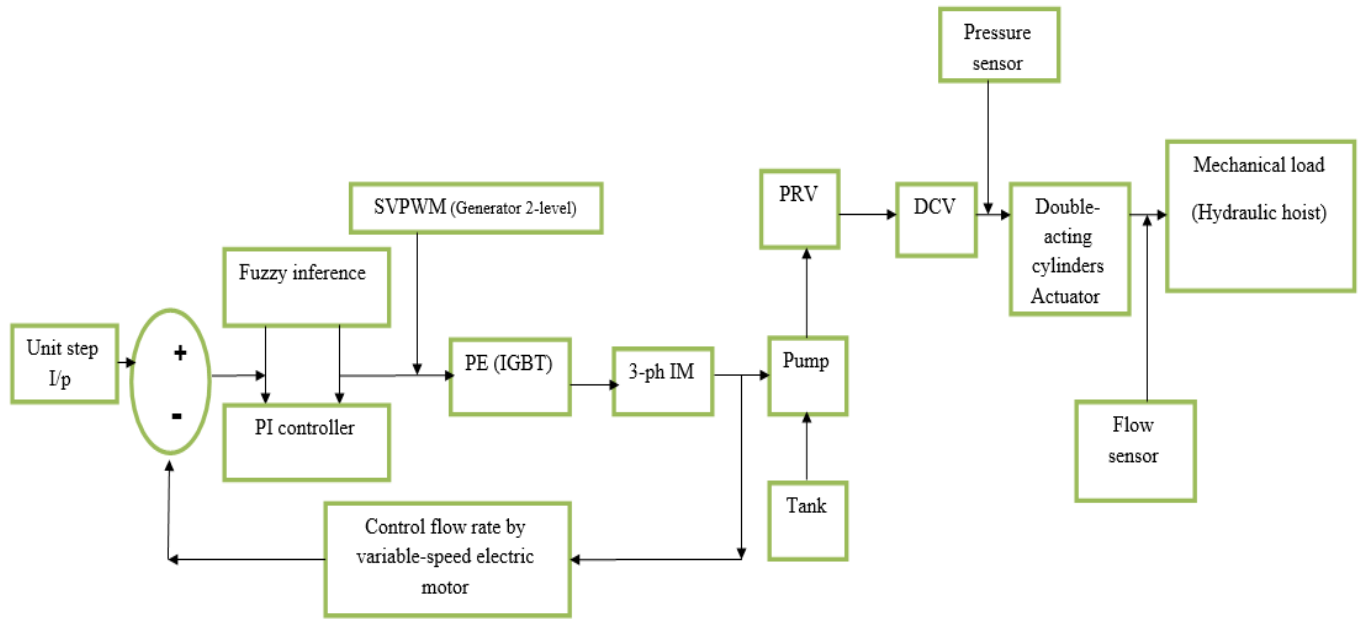 Unit step
I/p
+
-
Fuzzy inference
PI controller
SVPWM (Generator 2-level)
PE (IGBT)
3-ph IM
Control flow rate by
variable-speed electric
motor
Pump
Tank
PRV
DCV
Pressure
sensor
Double-
acting
cylinders
Actuator
Flow
sensor
Mechanical load
(Hydraulic hoist)